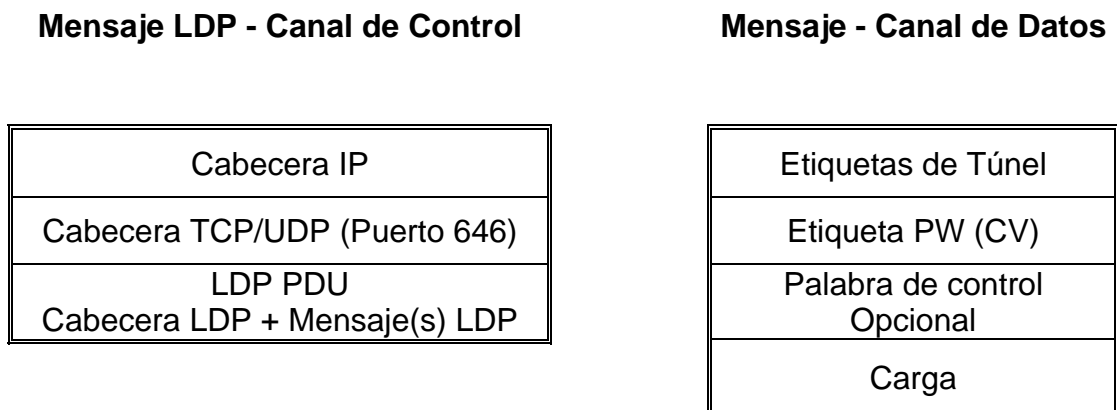 Mensaje LDP - Canal de Control
Mensaje - Canal de Datos
Cabecera IP
Cabecera TCP/UDP (Puerto 646)
LDP PDU
Cabecera LDP + Mensaje(s) LDP
Etiquetas de Túnel
Etiqueta PW (CV)
Palabra de control
Opcional
Carga